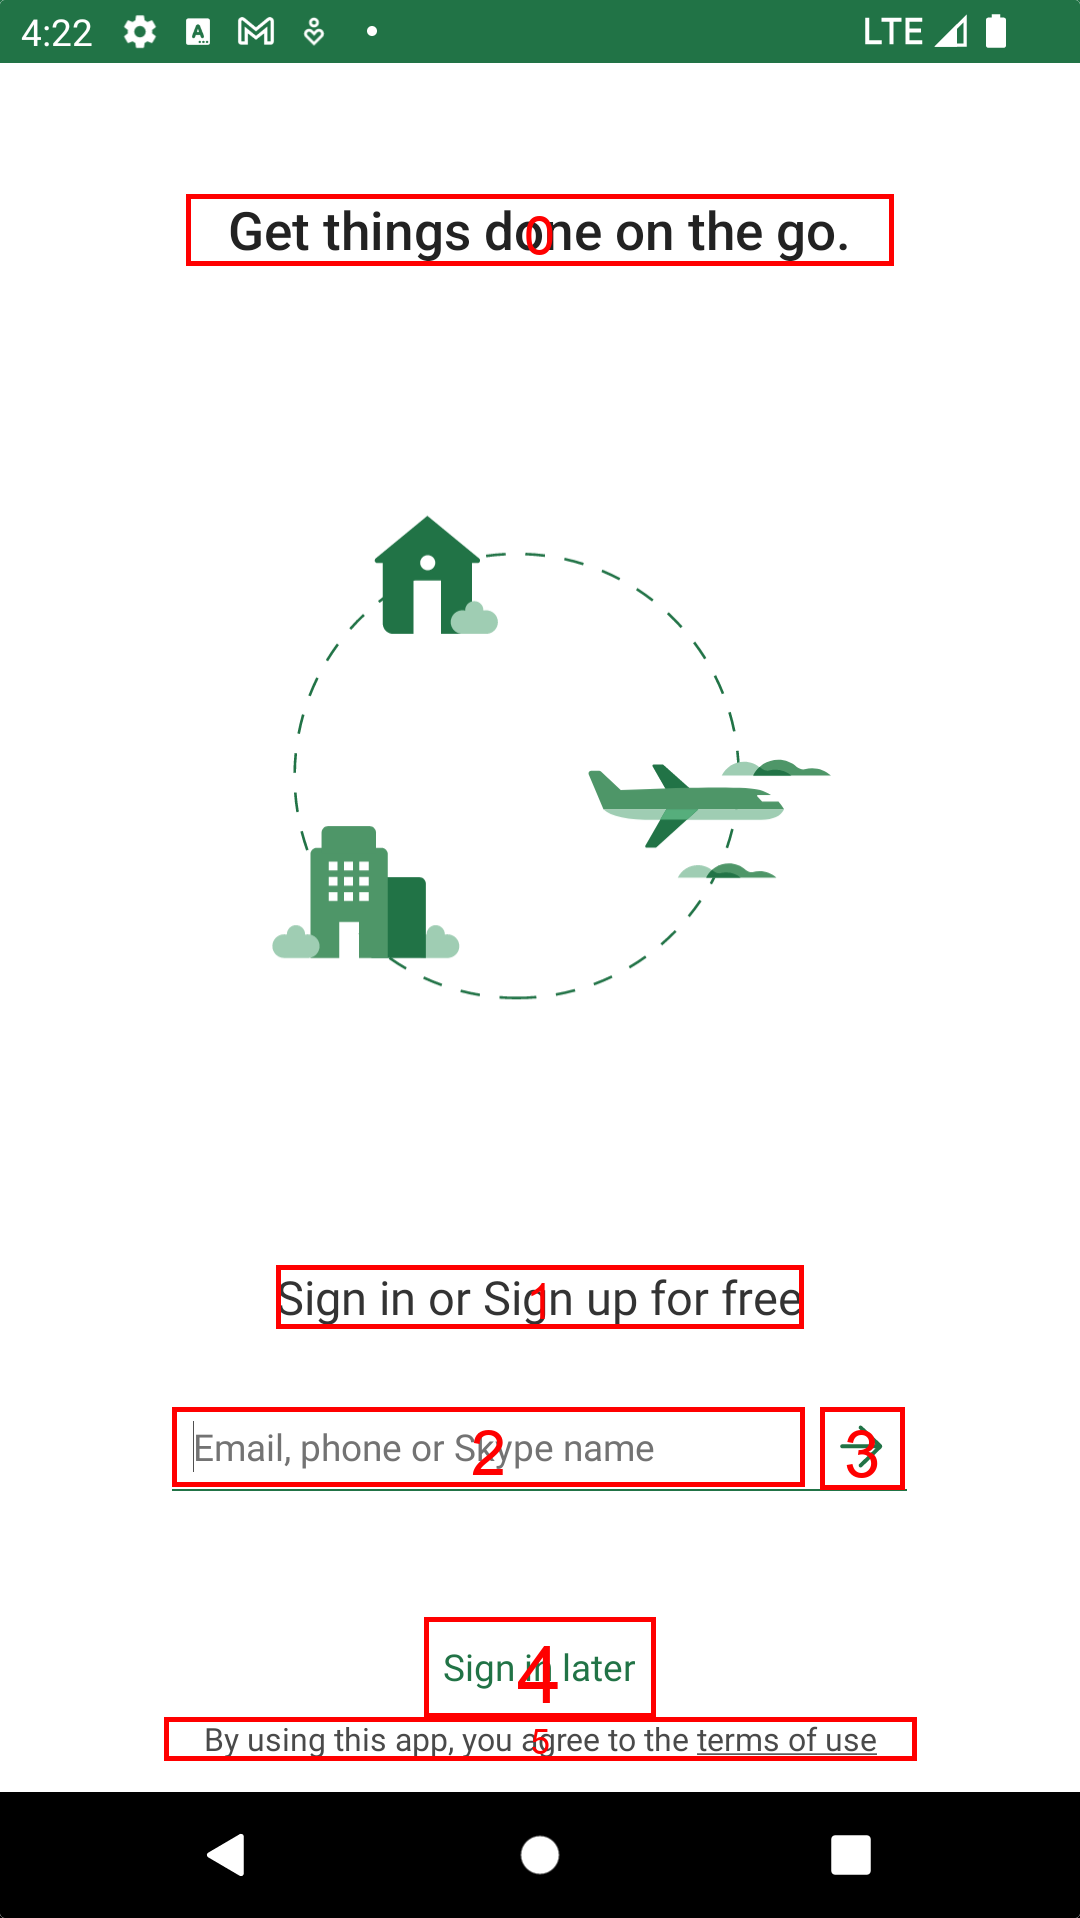 4:22
LTE
Get things done on the go.
0
Sign in or Sign up for free
1
Email, phone or Skype name
2
3
Sign in later
4
By using this app, you agree to the terms of use
5